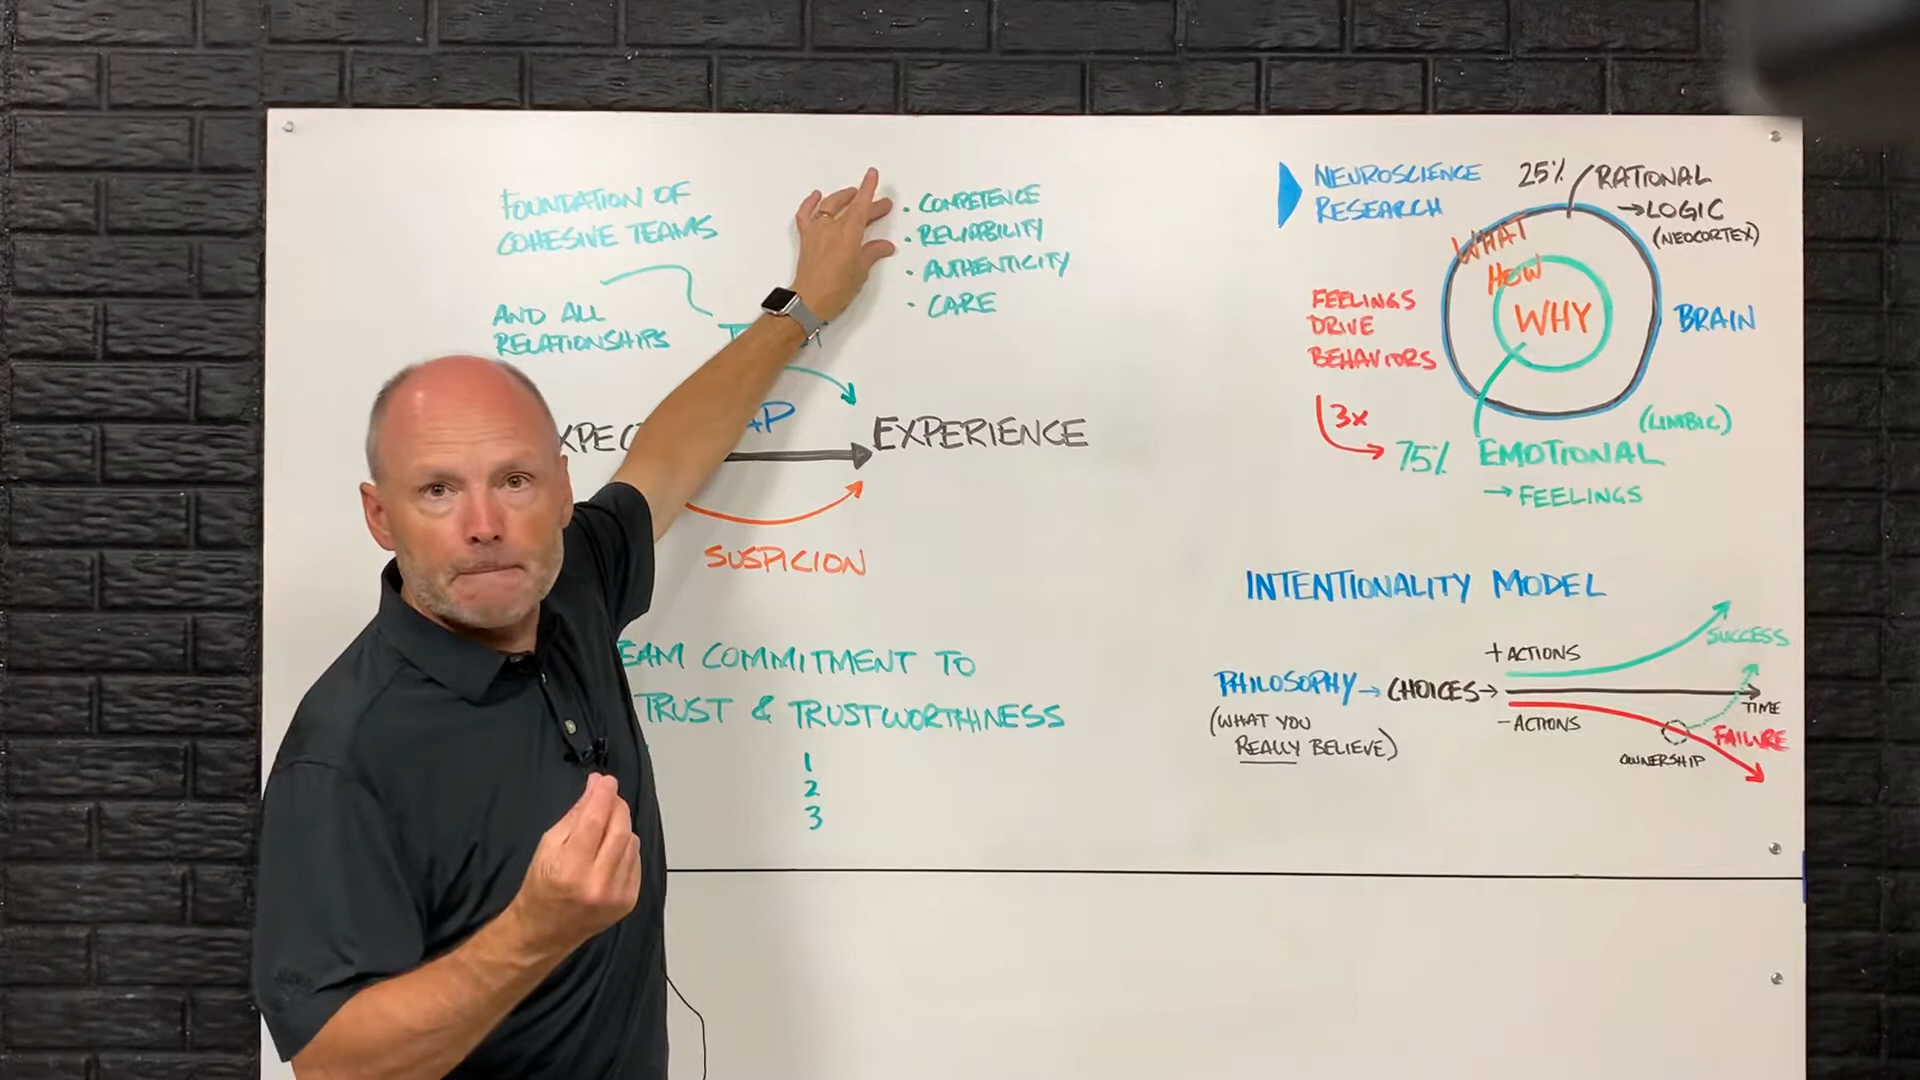 FOUNDATION OF
COHESIVE TEAMS
AND ALL
RELATIONSHIPS
• COMPETENCE
• RELIABILITY
• AUTHENTICITY
• CARE
EXPERIENCE
SUSPICION
EAM COMMITMENT TO
TRUST & TRUSTWORTHINESS
1
2
3
NEUROSCIENCE
RESEARCH
25% RATIONAL
→ LOGIC
(NEOCORTEX)
WHAT
HOW
WHY
BRAIN
FEELINGS
DRIVE
BEHAVIORS
3x
(LIMBIC)
75% EMOTIONAL
→ FEELINGS
INTENTIONALITY MODEL
PHILOSOPHY → CHOICES →
(WHAT YOU
REALLY BELIEVE)
+ ACTIONS
SUCCESS
TIME
- ACTIONS
FAILURE
OWNERSHIP